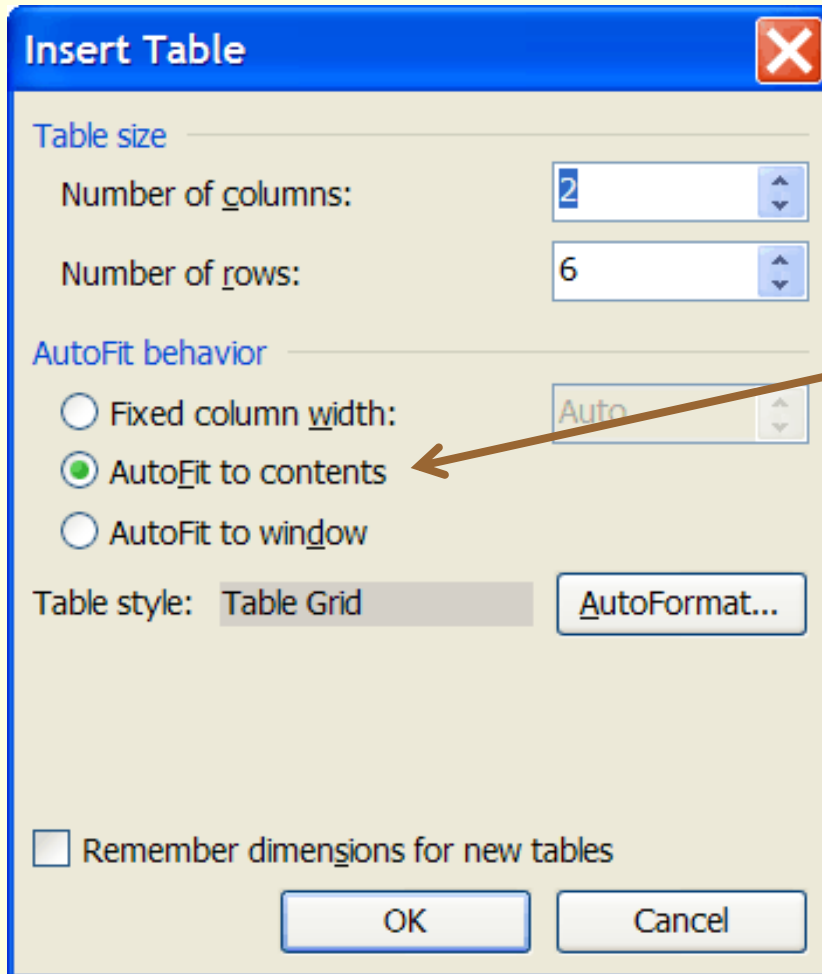 Insert Table
Table size
Number of columns: 2
Number of rows: 6
AutoFit behavior
Fixed column width: Auto
AutoFit to contents
AutoFit to window
Table style: Table Grid AutoFormat...
Remember dimensions for new tables
OK Cancel